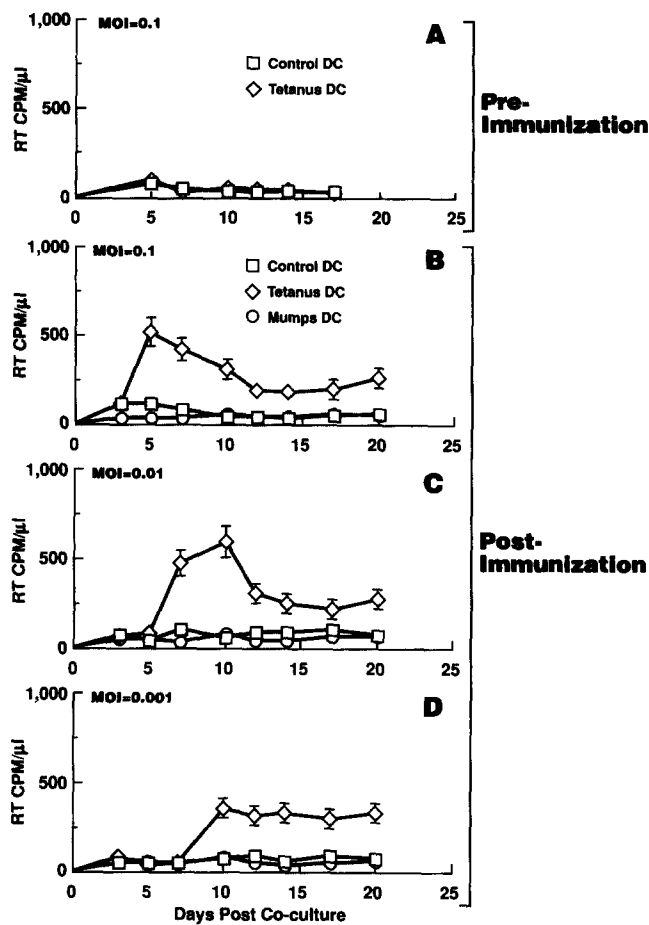 MOI=0.1
A
Control DC
Tetanus DC
RT CPM/µl
1,000
500
0
0 5 10 15 20 25
Pre-
Immunization
MOI=0.1
B
Control DC
Tetanus DC
Mumps DC
RT CPM/µl
1,000
500
0
0 5 10 15 20 25
MOI=0.01
C
RT CPM/µl
1,000
500
0
0 5 10 15 20 25
Post-
Immunization
MOI=0.001
D
RT CPM/µl
1,000
500
0
0 5 10 15 20 25
Days Post Co-culture